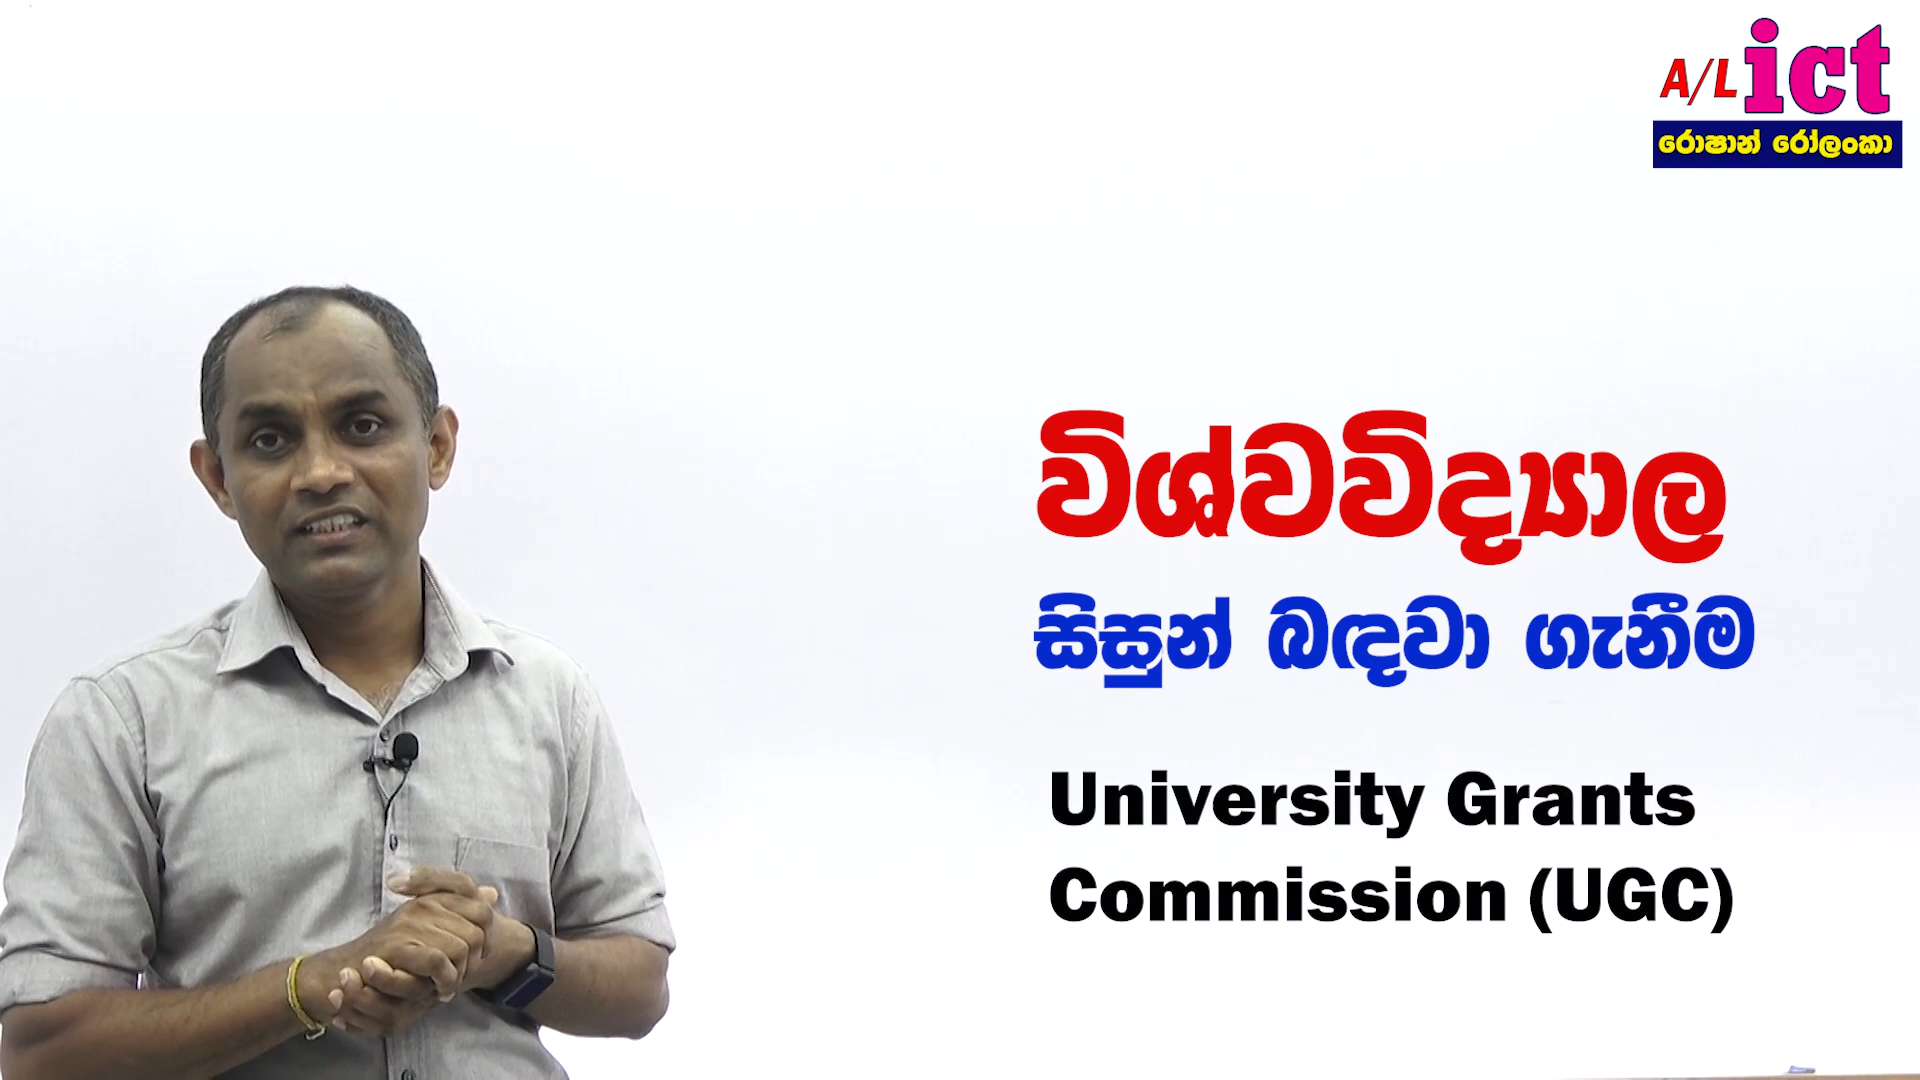 A/L ict
රොෂාන් රෝලංකා
විශ්වවිද්‍යාල
සිසුන් බඳවා ගැනීම
University Grants
Commission (UGC)